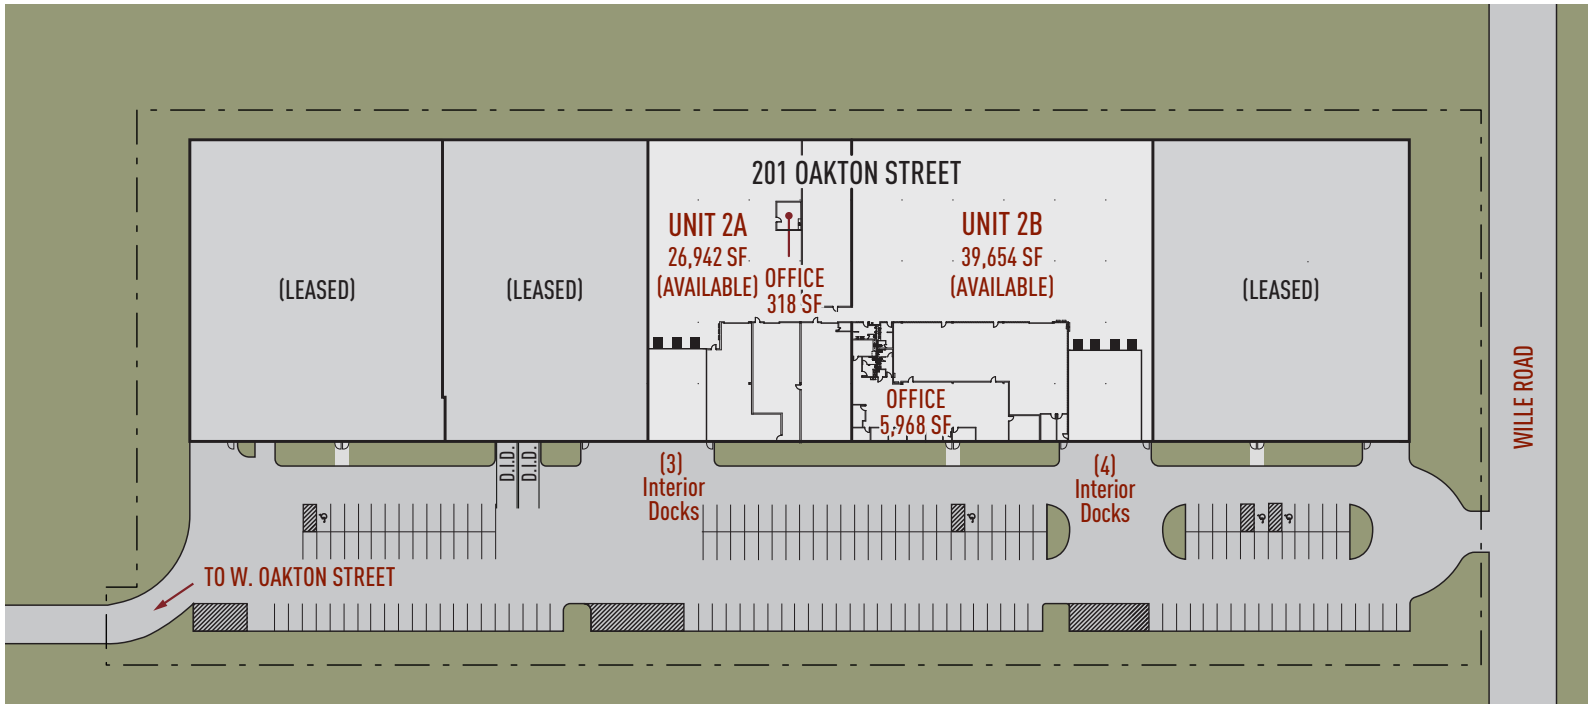 201 OAKTON STREET
UNIT 2A
26,942 SF
(AVAILABLE)
OFFICE
318 SF
UNIT 2B
39,654 SF
(AVAILABLE)
(LEASED)
(LEASED)
(LEASED)
OFFICE
5,968 SF
D.I.D.
D.I.D.
(3)
Interior
Docks
(4)
Interior
Docks
TO W. OAKTON STREET
WILLE ROAD